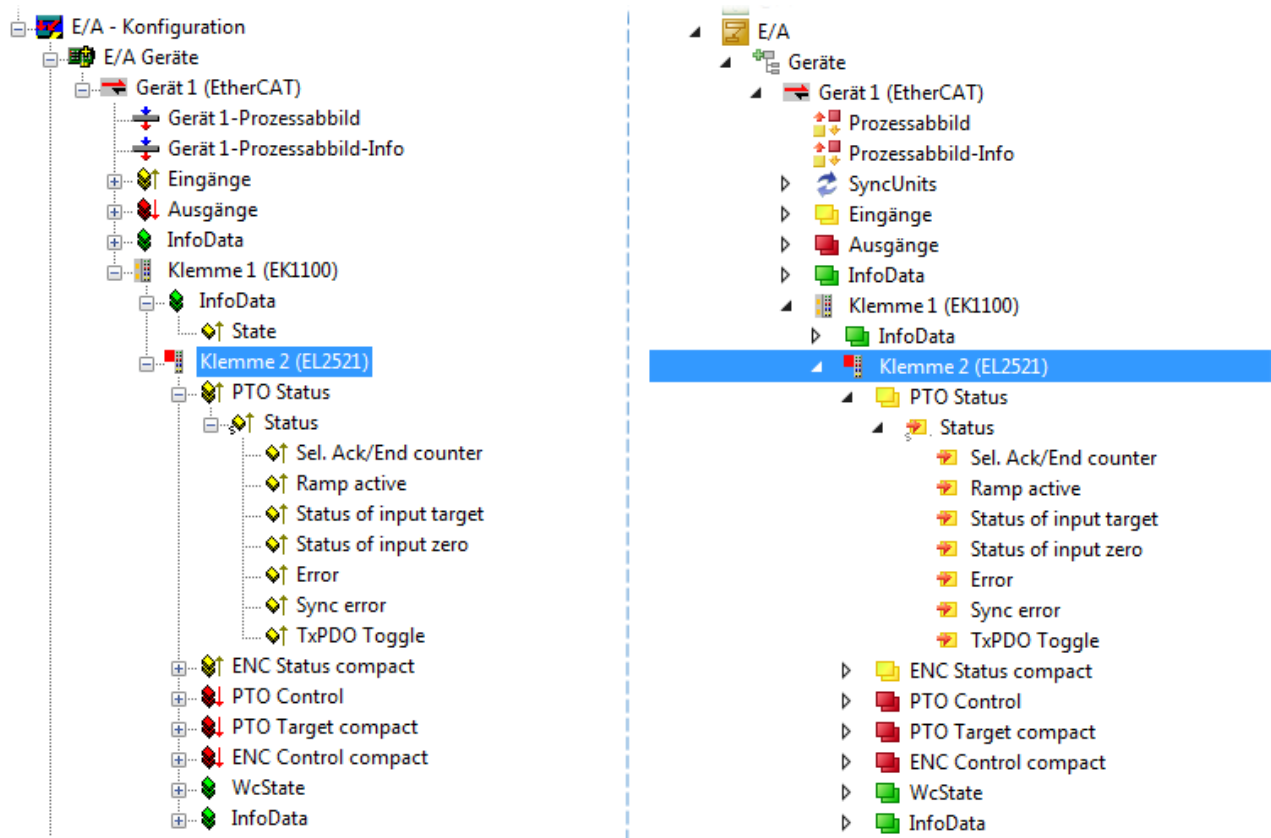 E/A - Konfiguration
E/A Geräte
Gerät 1 (EtherCAT)
Gerät 1-Prozessabbild
Gerät 1-Prozessabbild-Info
Eingänge
Ausgänge
InfoData
Klemme 1 (EK1100)
InfoData
State
Klemme 2 (EL2521)
PTO Status
Status
Sel. Ack/End counter
Ramp active
Status of input target
Status of input zero
Error
Sync error
TxPDO Toggle
ENC Status compact
PTO Control
PTO Target compact
ENC Control compact
WcState
InfoData
E/A
Geräte
Gerät 1 (EtherCAT)
Prozessabbild
Prozessabbild-Info
SyncUnits
Eingänge
Ausgänge
InfoData
Klemme 1 (EK1100)
InfoData
Klemme 2 (EL2521)
PTO Status
Status
Sel. Ack/End counter
Ramp active
Status of input target
Status of input zero
Error
Sync error
TxPDO Toggle
ENC Status compact
PTO Control
PTO Target compact
ENC Control compact
WcState
InfoData